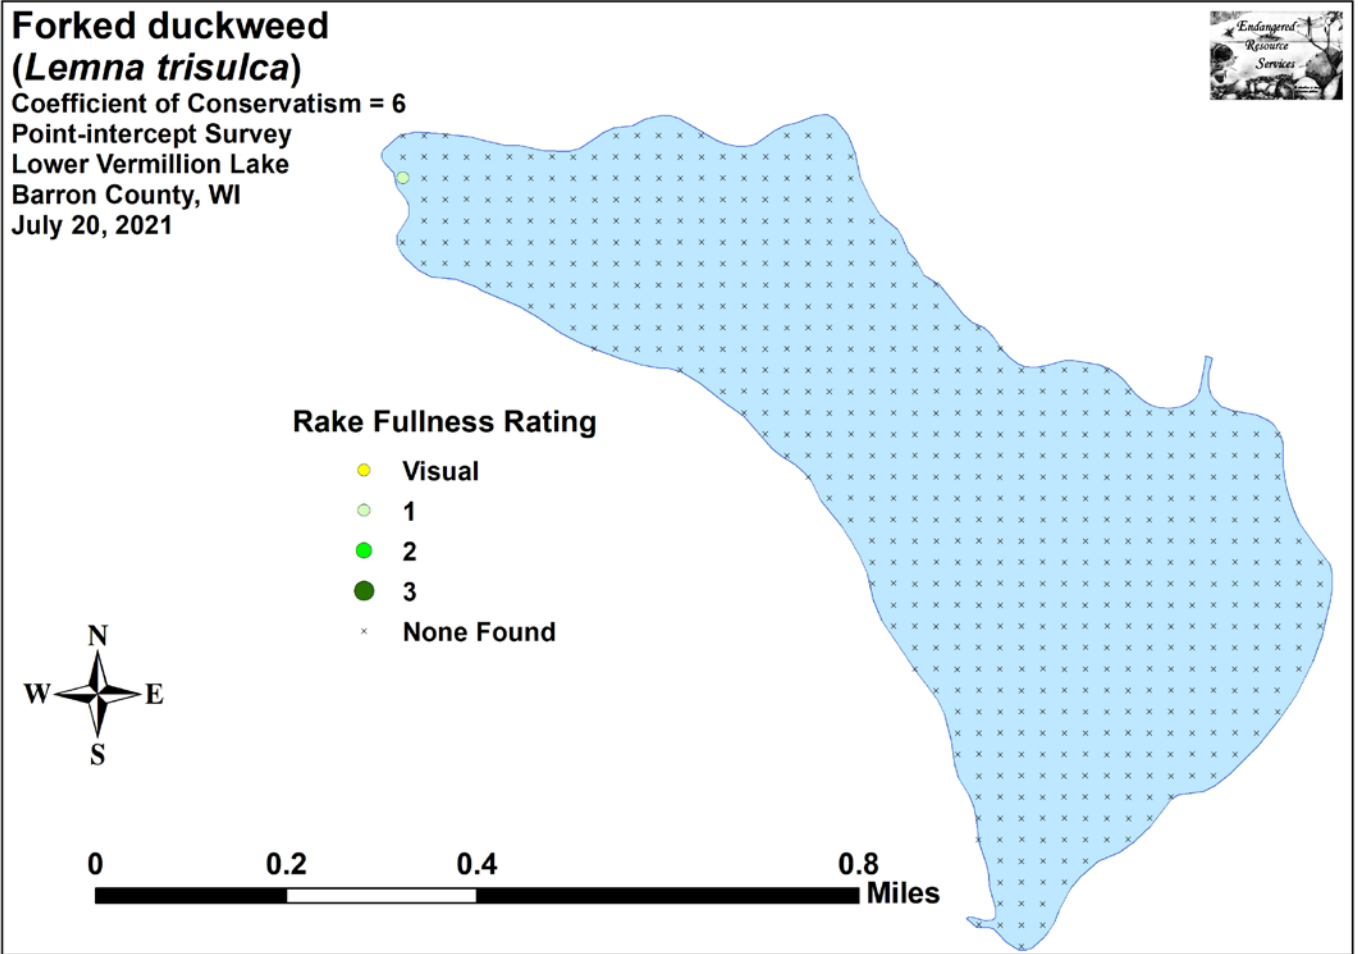 Forked duckweed
(Lemna trisulca)
Coefficient of Conservatism = 6
Point-intercept Survey
Lower Vermillion Lake
Barron County, WI
July 20, 2021
Endangered
Resource
Services
Rake Fullness Rating
Visual
1
2
3
None Found
N
W E
S
0 0.2 0.4 0.8
Miles